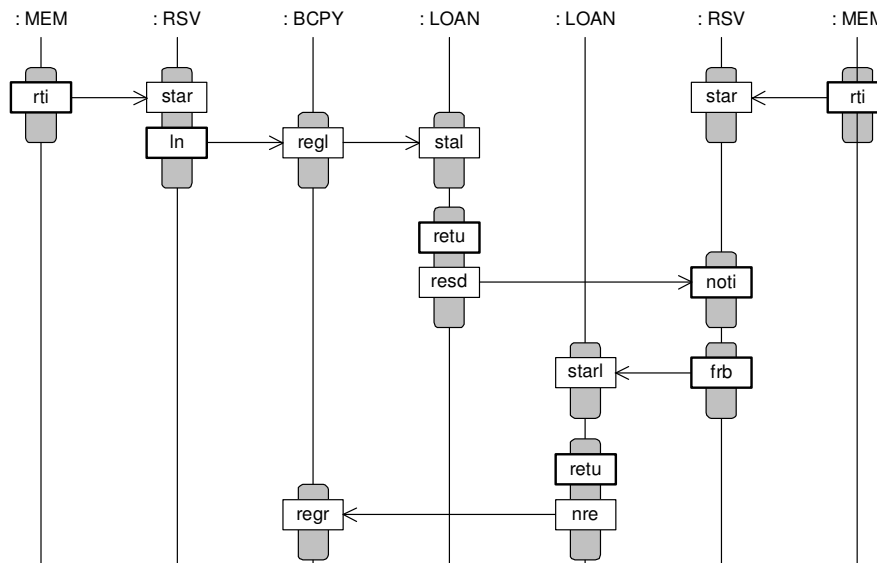 : MEM : RSV : BCPY : LOAN : LOAN : RSV : MEM
rti star star rti
ln regl stal
retu
resd noti
starl frb
retu
regr nre